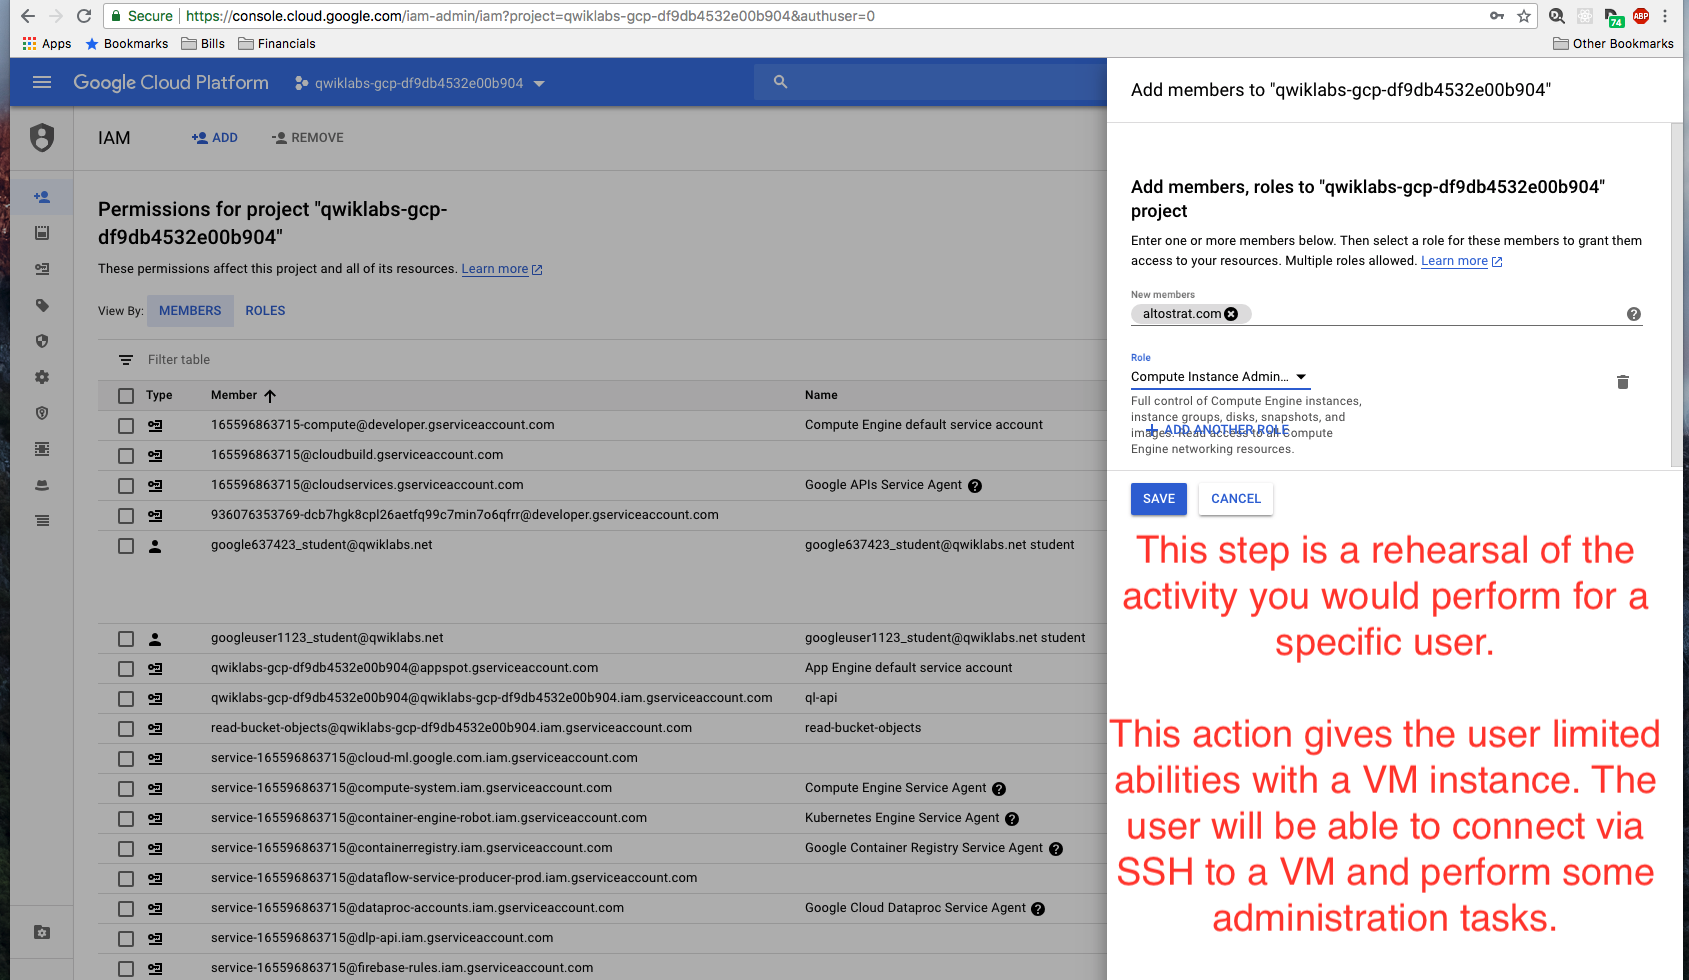 Secure | https://console.cloud.google.com/iam-admin/iam?project=qwiklabs-gcp-df9db4532e00b904&authuser=0
74
ABP
Apps
Bookmarks
Bills
Financials
Other Bookmarks
Google Cloud Platform
qwiklabs-gcp-df9db4532e00b904
IAM
ADD
REMOVE
Permissions for project "qwiklabs-gcp-
df9db4532e00b904"
These permissions affect this project and all of its resources. Learn more
View By: MEMBERS ROLES
Filter table
Type Member Name
165596863715-compute@developer.gserviceaccount.com Compute Engine default service account
165596863715@cloudbuild.gserviceaccount.com
165596863715@cloudservices.gserviceaccount.com Google APIs Service Agent
936076353769-dcb7hgk8cpl26aetfq99c7min7o6qfrr@developer.gserviceaccount.com
google637423_student@qwiklabs.net google637423_student@qwiklabs.net student
googleuser1123_student@qwiklabs.net googleuser1123_student@qwiklabs.net student
qwiklabs-gcp-df9db4532e00b904@appspot.gserviceaccount.com App Engine default service account
qwiklabs-gcp-df9db4532e00b904@qwiklabs-gcp-df9db4532e00b904.iam.gserviceaccount.com ql-api
read-bucket-objects@qwiklabs-gcp-df9db4532e00b904.iam.gserviceaccount.com read-bucket-objects
service-165596863715@cloud-ml.google.com.iam.gserviceaccount.com
service-165596863715@compute-system.iam.gserviceaccount.com Compute Engine Service Agent
service-165596863715@container-engine-robot.iam.gserviceaccount.com Kubernetes Engine Service Agent
service-165596863715@containerregistry.iam.gserviceaccount.com Google Container Registry Service Agent
service-165596863715@dataflow-service-producer-prod.iam.gserviceaccount.com
service-165596863715@dataproc-accounts.iam.gserviceaccount.com Google Cloud Dataproc Service Agent
service-165596863715@dlp-api.iam.gserviceaccount.com
service-165596863715@firebase-rules.iam.gserviceaccount.com
Add members to "qwiklabs-gcp-df9db4532e00b904"
Add members, roles to "qwiklabs-gcp-df9db4532e00b904"
project
Enter one or more members below. Then select a role for these members to grant them
access to your resources. Multiple roles allowed. Learn more
New members
altostrat.com
Role
Compute Instance Admin...
Full control of Compute Engine instances,
instance groups, disks, snapshots, and
images. Read access to all Compute
ADD ANOTHER ROLE
Engine networking resources.
SAVE CANCEL
This step is a rehearsal of the
activity you would perform for a
specific user.
This action gives the user limited
abilities with a VM instance. The
user will be able to connect via
SSH to a VM and perform some
administration tasks.